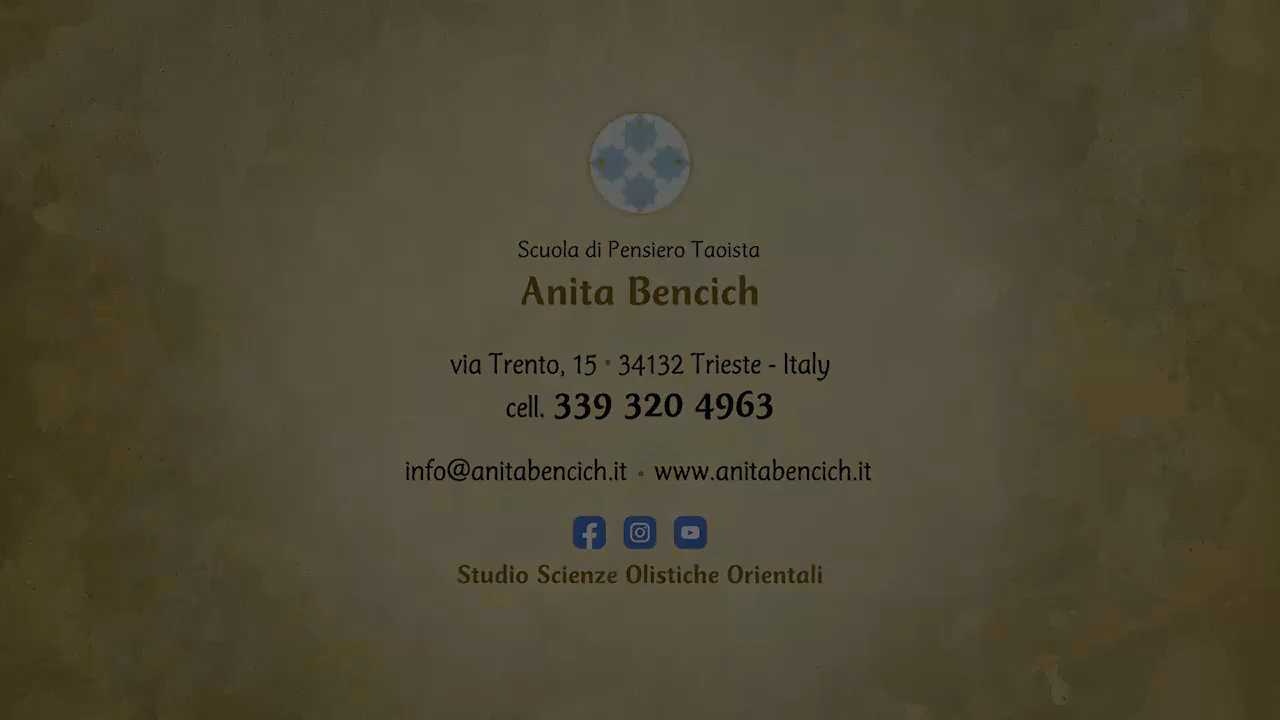 Scuola di Pensiero Taoista
Anita Bencich
via Trento, 15 • 34132 Trieste - Italy
cell. 339 320 4963
info@anitabencich.it • www.anitabencich.it
Studio Scienze Olistiche Orientali